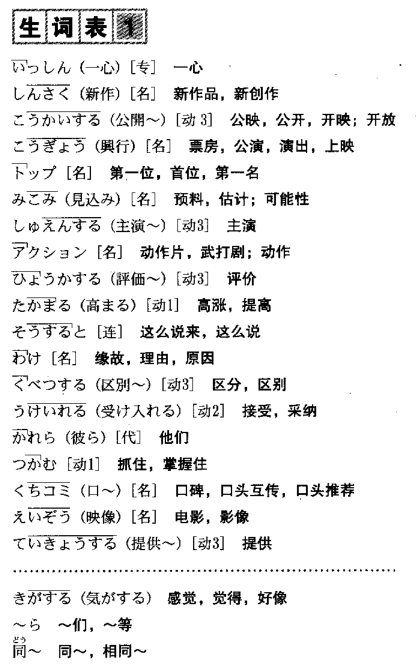 生词表1
いっしん（一心）[专] 一心
しんさく（新作）[名] 新作品，新创作
こうかいする（公開～）[动3] 公映，公开，开映；开放
こうぎょう（興行）[名] 票房，公演，演出，上映
トップ [名] 第一位，首位，第一名
みこみ（見込み）[名] 预料，估计；可能性
しゅえんする（主演～）[动3] 主演
アクション [名] 动作片，武打剧；动作
ひょうかする（評価～）[动3] 评价
たかまる（高まる）[动1] 高涨，提高
そうすると [连] 这么说来，这么说
わけ [名] 缘故，理由，原因
くべつする（区別～）[动3] 区分，区别
うけいれる（受け入れる）[动2] 接受，采纳
かれら（彼ら）[代] 他们
つかむ [动1] 抓住，掌握住
くちコミ（口～）[名] 口碑，口头互传，口头推荐
えいぞう（映像）[名] 电影，影像
ていきょうする（提供～）[动3] 提供
きがする（気がする） 感觉，觉得，好像
～ら ～们，～等
どう
同～ 同～，相同～